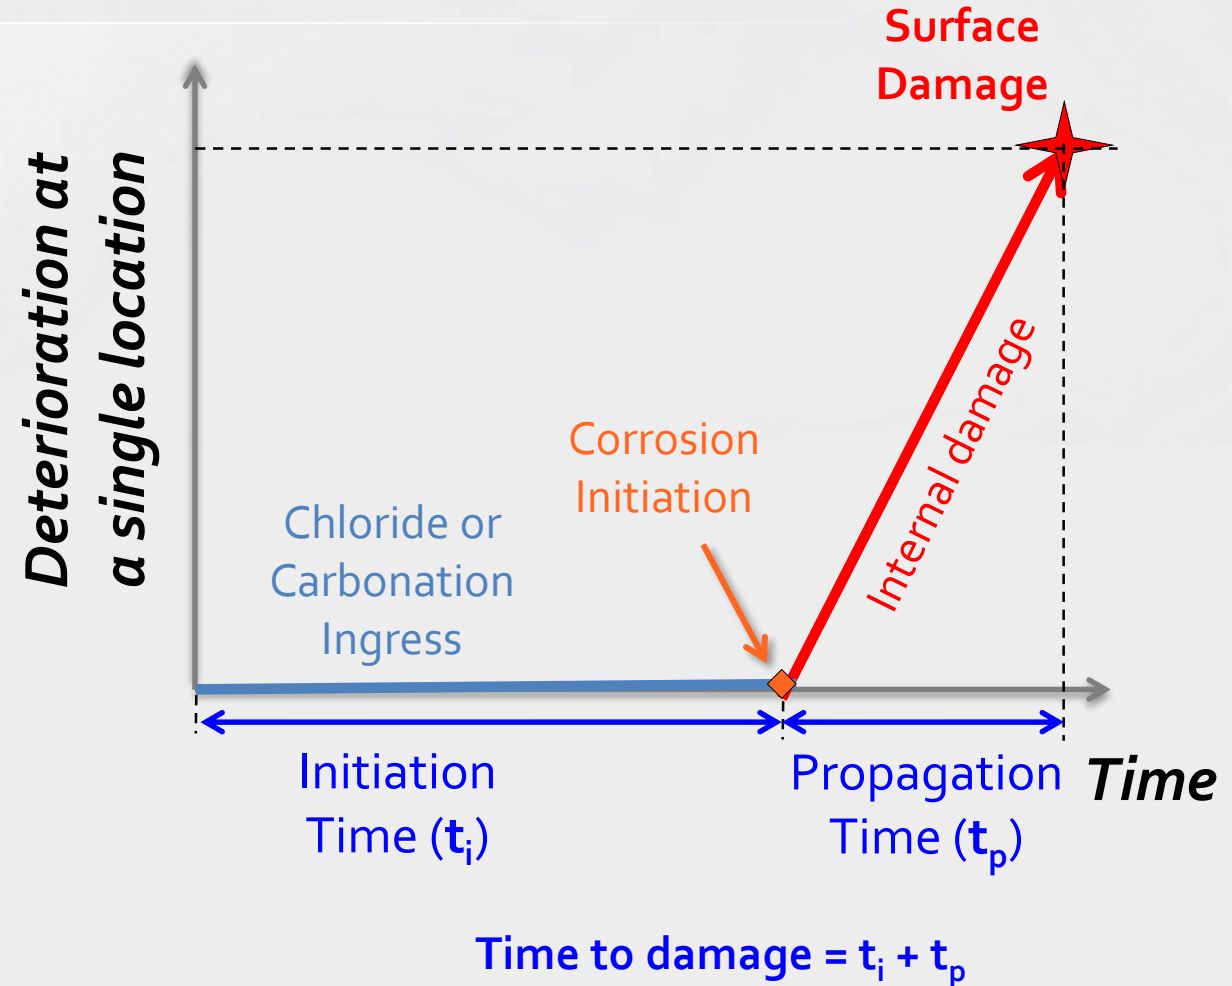 Surface
Damage
Deterioration at
a single location
Corrosion
Initiation
Internal damage
Chloride or
Carbonation
Ingress
Initiation
Time (tᵢ)
Propagation
Time (tₚ)
Time
Time to damage = tᵢ + tₚ